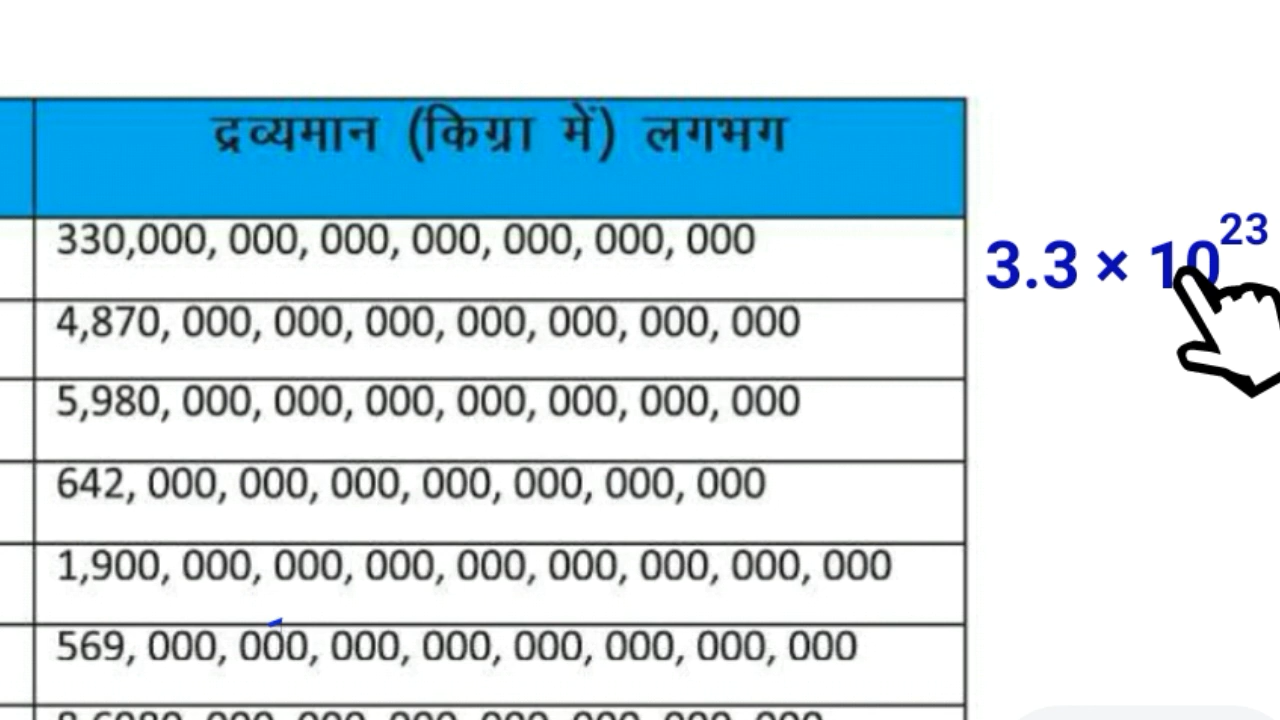 द्रव्यमान (किग्रा में) लगभग
330,000, 000, 000, 000, 000, 000, 000
3.3 × 10²³
4,870, 000, 000, 000, 000, 000, 000, 000
5,980, 000, 000, 000, 000, 000, 000, 000
642, 000, 000, 000, 000, 000, 000, 000
1,900, 000, 000, 000, 000, 000, 000, 000, 000
569, 000, 000, 000, 000, 000, 000, 000, 000